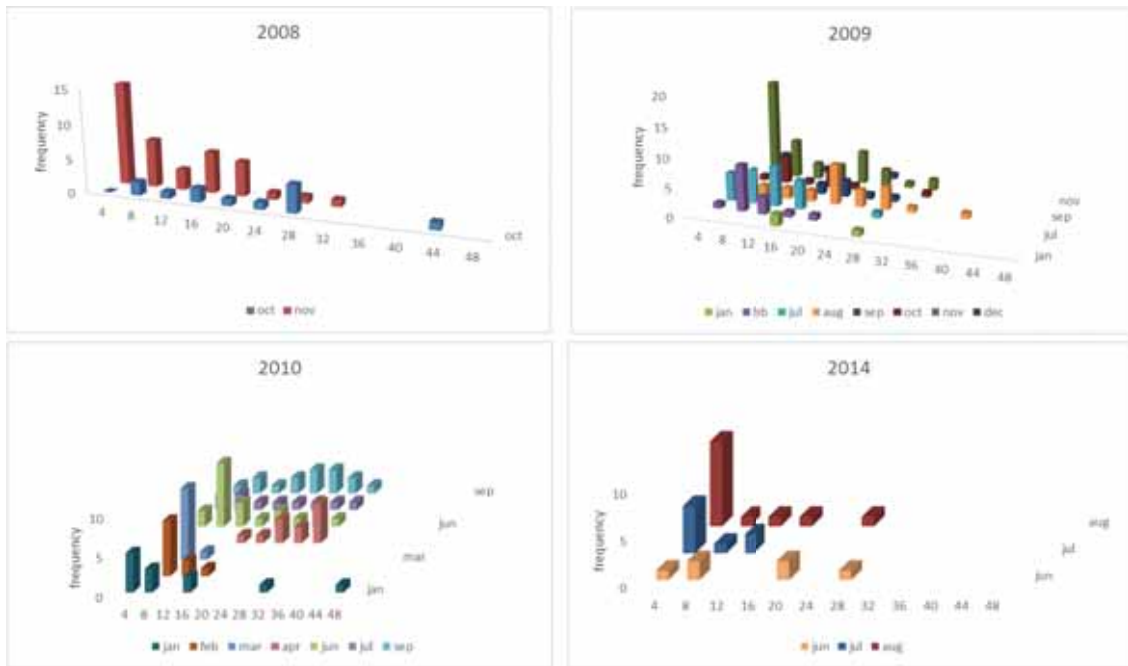 2008
15
10
5
0
frequency
4 8 12 16 20 24 28 32 36 40 44 48
oct
oct nov
2009
20
15
10
5
0
frequency
4 8 12 16 20 24 28 32 36 40 44 48
nov
sep
jul
jan
jan feb jul aug sep oct nov dec
2010
10
5
0
frequency
4 8 12 16 20 24 28 32 36 40 44 48
sep
jun
mar
jan
jan feb mar apr jun jul sep
2014
10
5
0
frequency
4 8 12 16 20 24 28 32 36 40 44 48
aug
jul
jun
jun jul aug